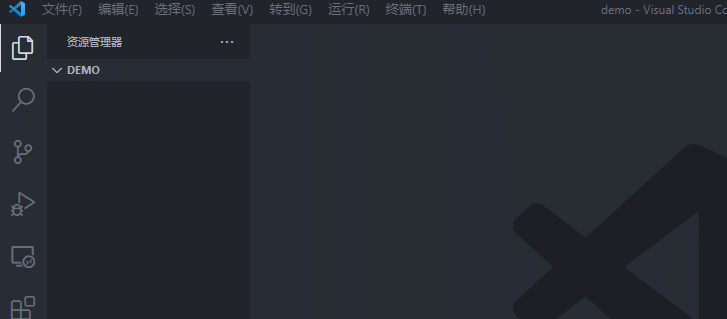 文件(F) 编辑(E) 选择(S) 查看(V) 转到(G) 运行(R) 终端(T) 帮助(H) demo - Visual Studio Co
资源管理器 ···
DEMO